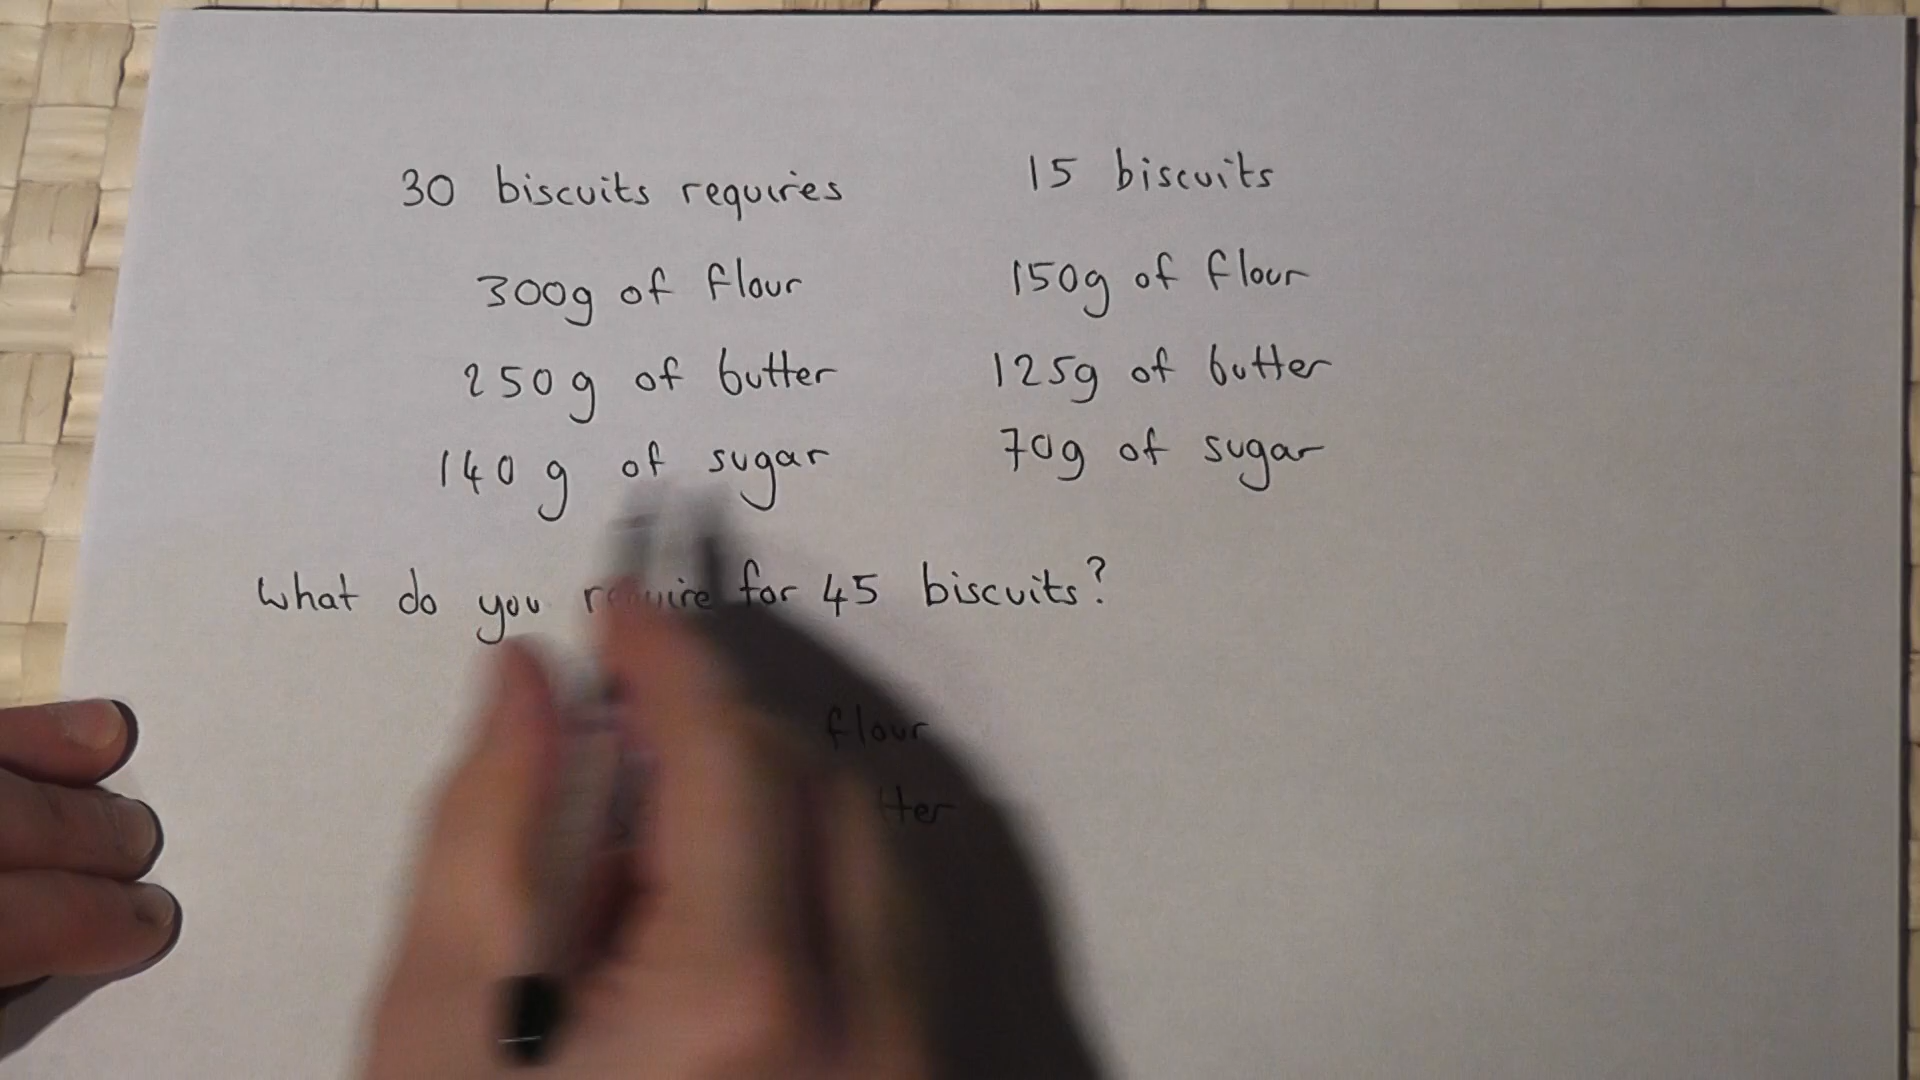 30 biscuits requires
300g of flour
250g of butter
140g of sugar
15 biscuits
150g of flour
125g of butter
70g of sugar
What do you require for 45 biscuits?
flour